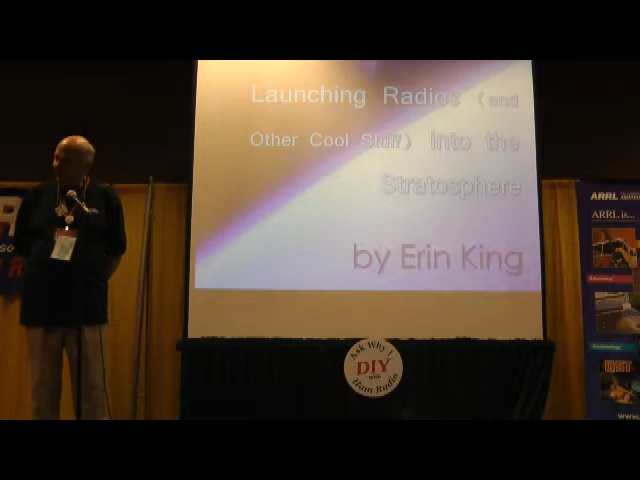 Launching Radios (and
Other Cool Stuff) into the
Stratosphere
by Erin King
Ask Why I
DIY
with
Ham Radio
ARRL
ARRL is...